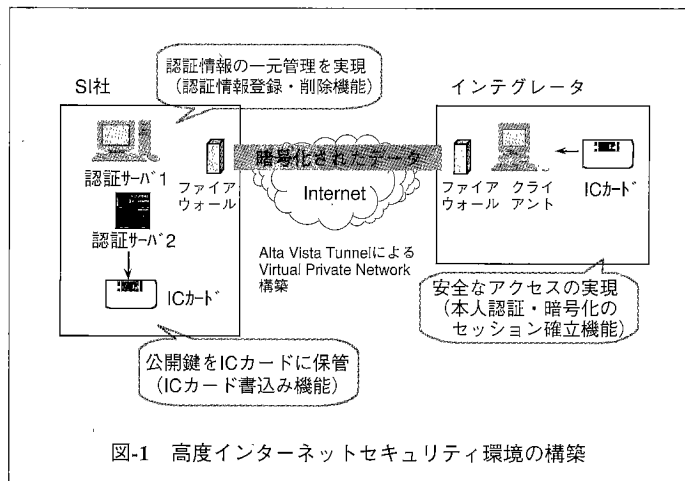 認証情報の一元管理を実現
(認証情報登録・削除機能)
SI社
インテグレータ
暗号化されたデータ
認証サーバ1
ファイア
ウォール
Internet
ファイア
ウォール
クライ
アント
ICカード
認証サーバ2
Alta Vista Tunnelによる
Virtual Private Network
構築
ICカード
安全なアクセスの実現
(本人認証・暗号化の
セッション確立機能)
公開鍵をICカードに保管
(ICカード書込み機能)
図-1 高度インターネットセキュリティ環境の構築